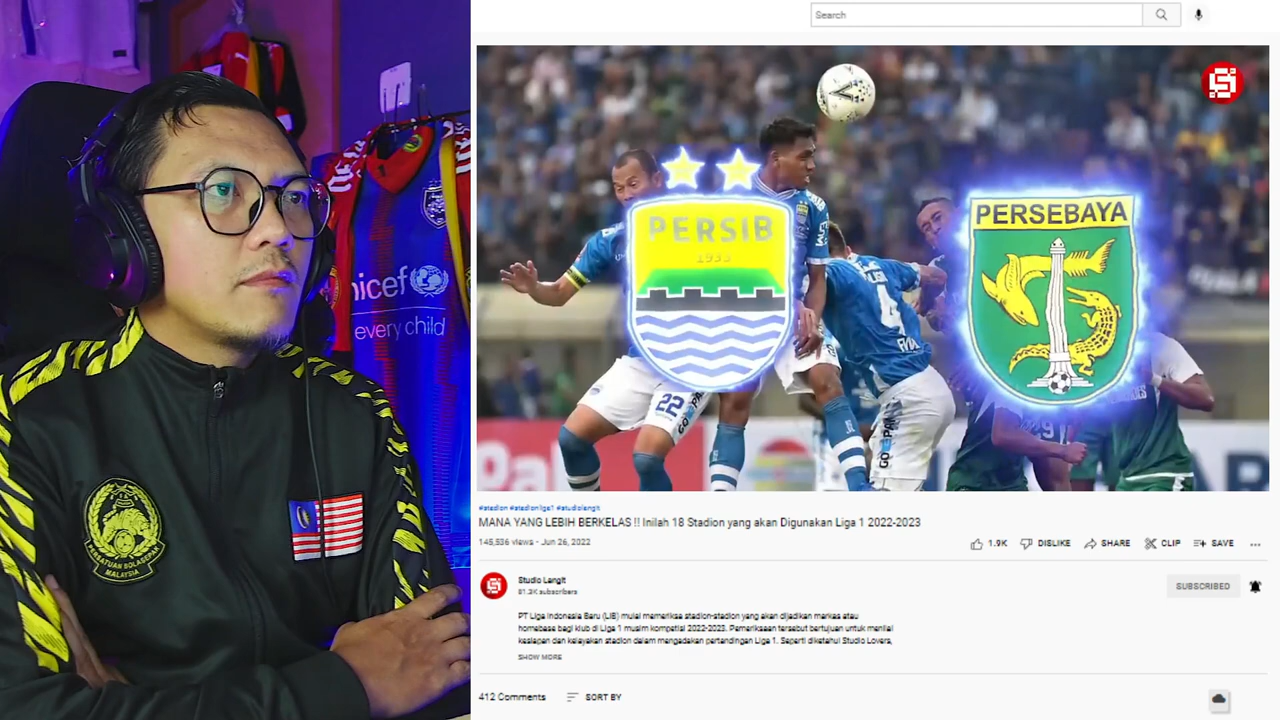 Search
PERSIB
1933
PERSEBAYA
22
4
unicef
every child
PERSATUAN BOLASEPAK
MALAYSIA
#stadion #stadionliga1 #studiolangit
MANA YANG LEBIH BERKELAS !! Inilah 18 Stadion yang akan Digunakan Liga 1 2022-2023
145,536 views - Jun 26, 2022
1.9K DISLIKE SHARE CLIP SAVE ...
Studio Langit
81.3K subscribers
SUBSCRIBED
PT Liga Indonesia Baru (LIB) mulai memeriksa stadion-stadion yang akan dijadikan markas atau
homebase bagi klub di Liga 1 musim kompetisi 2022-2023. Pemeriksaan tersebut bertujuan untuk menilai
kesiapan dan kelayakan stadion dalam mengadakan pertandingan Liga 1. Seperti diketahui Studio Lovers,
SHOW MORE
412 Comments SORT BY